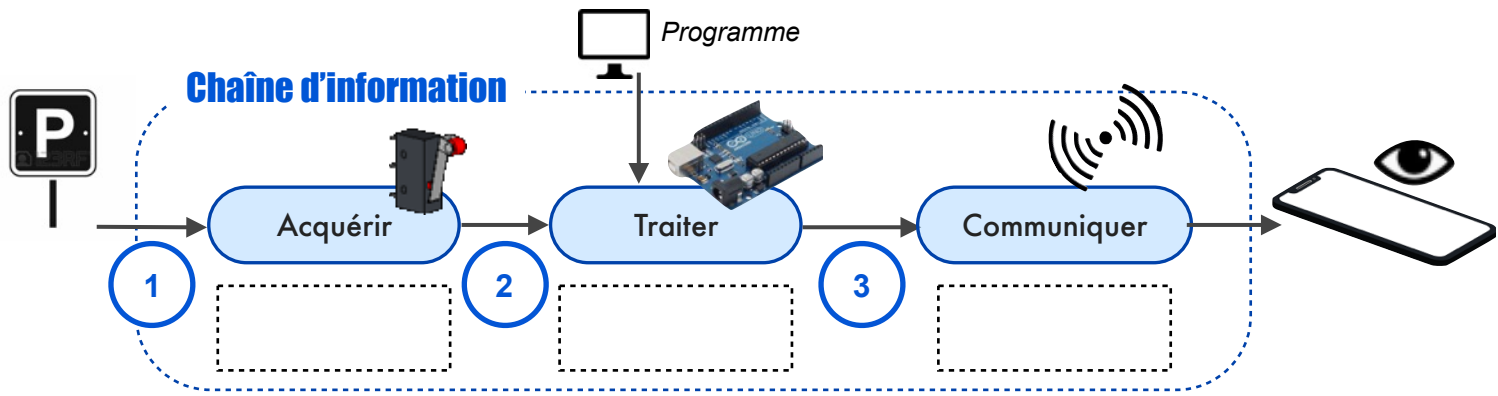 Programme
Chaîne d’information
P
Acquérir
Traiter
Communiquer
1
2
3